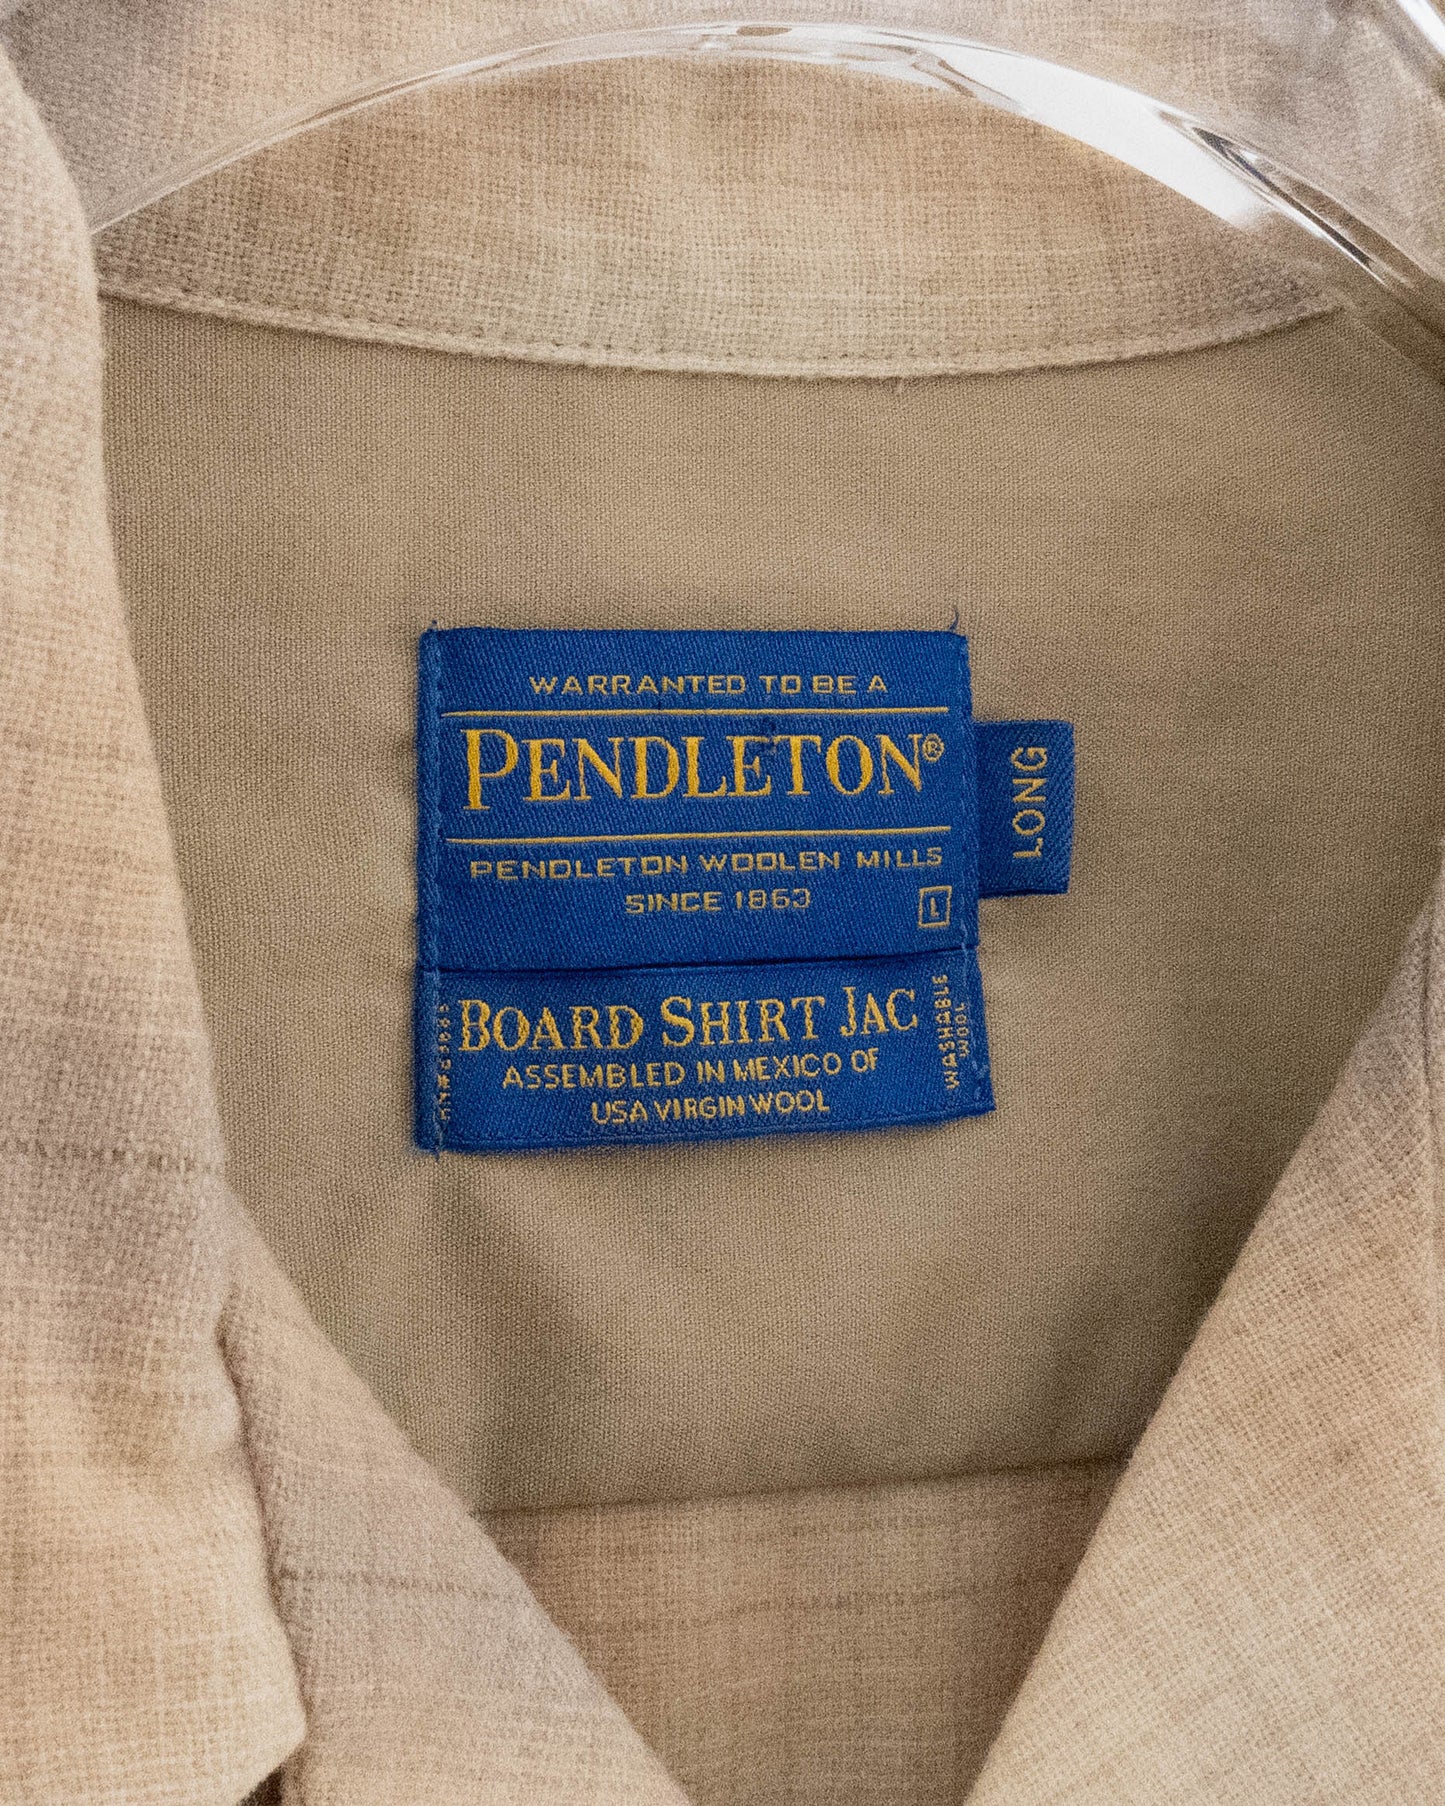 WARRANTED TO BE A
PENDLETON®
PENDLETON WOOLEN MILLS
SINCE 1863
L
LONG
BOARD SHIRT JAC
ASSEMBLED IN MEXICO OF
USA VIRGIN WOOL
WASHABLE
WOOL